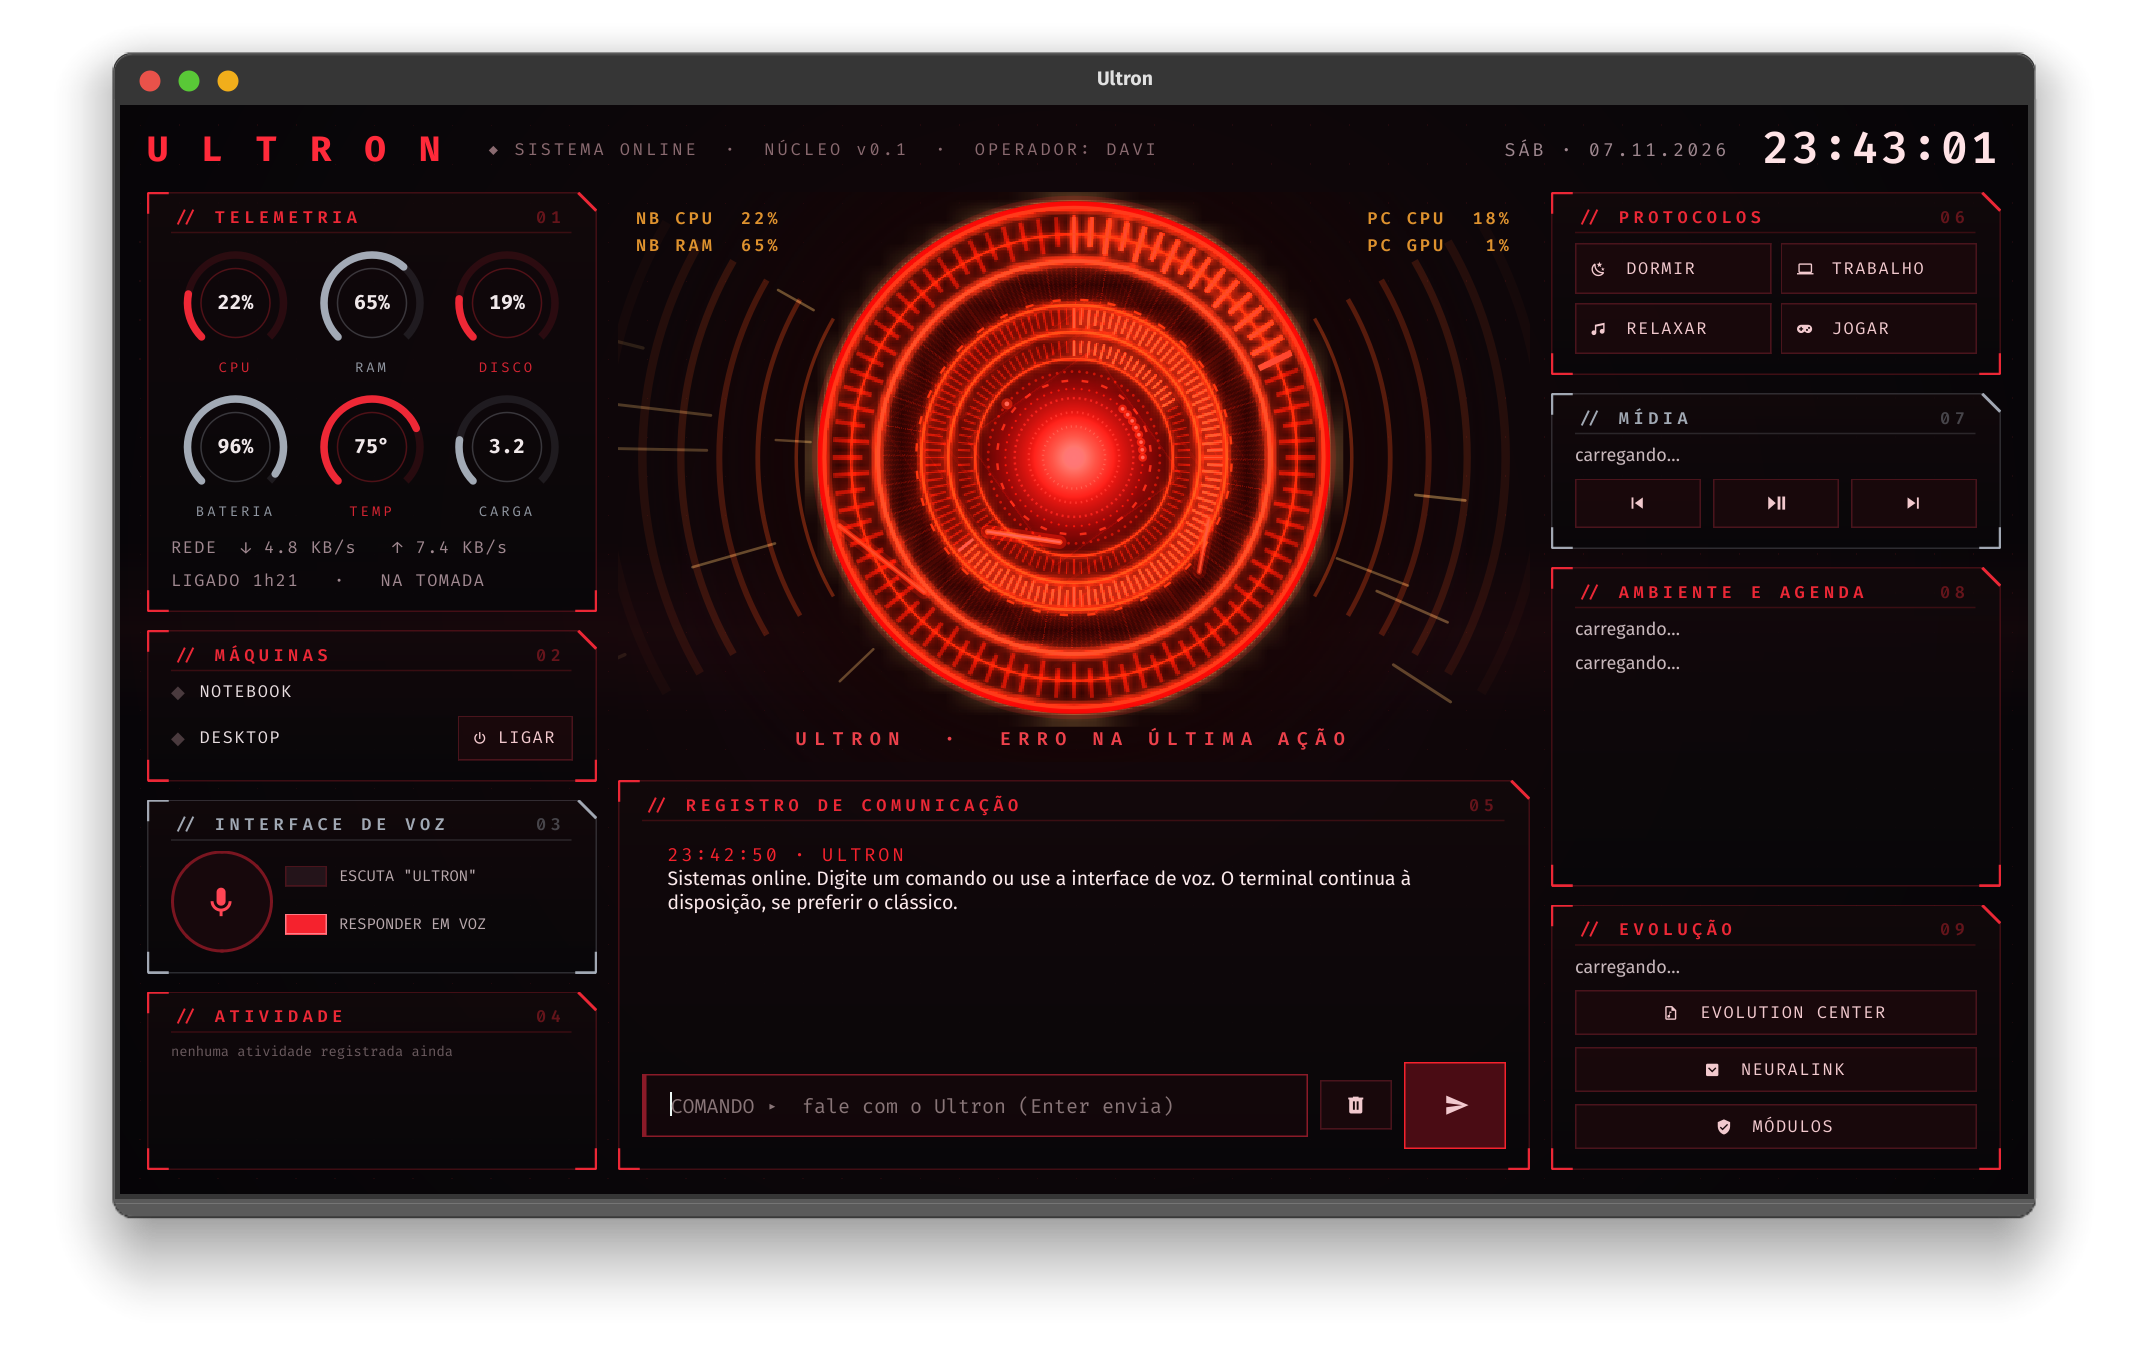 Ultron
ULTRON
◆ SISTEMA ONLINE · NÚCLEO v0.1 · OPERADOR: DAVI
SÁB · 07.11.2026 23:43:01
// TELEMETRIA 01
22%
65%
19%
CPU
RAM
DISCO
96%
75°
3.2
BATERIA
TEMP
CARGA
REDE ↓ 4.8 KB/s ↑ 7.4 KB/s
LIGADO 1h21 · NA TOMADA
// MÁQUINAS 02
NOTEBOOK
DESKTOP
LIGAR
// INTERFACE DE VOZ 03
ESCUTA "ULTRON"
RESPONDER EM VOZ
// ATIVIDADE 04
nenhuma atividade registrada ainda
NB CPU 22%
NB RAM 65%
PC CPU 18%
PC GPU 1%
ULTRON · ERRO NA ÚLTIMA AÇÃO
// REGISTRO DE COMUNICAÇÃO 05
23:42:50 · ULTRON
Sistemas online. Digite um comando ou use a interface de voz. O terminal continua à
disposição, se preferir o clássico.
COMANDO ▸ fale com o Ultron (Enter envia)
// PROTOCOLOS 06
DORMIR
TRABALHO
RELAXAR
JOGAR
// MÍDIA 07
carregando...
// AMBIENTE E AGENDA 08
carregando...
carregando...
// EVOLUÇÃO 09
carregando...
EVOLUTION CENTER
NEURALINK
MÓDULOS